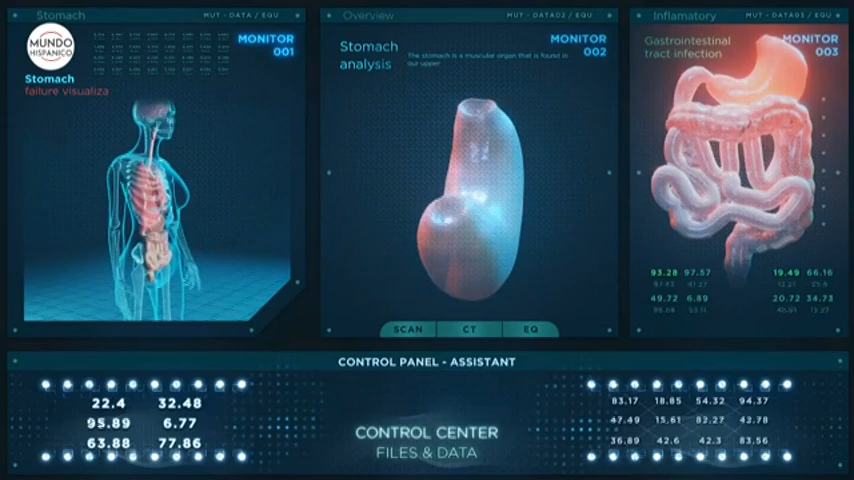 Stomach
MUT - DATA / EQU
MUNDO
HISPANICO
MONITOR
001
Stomach
failure visualiza
Overview
MUT - DATA02 / EQU
Stomach
analysis
The stomach is a muscular organ that is found in
our upper
MONITOR
002
SCAN
CT
EQ
Inflamatory
MUT - DATA03 / EQU
Gastrointestinal
tract infection
MONITOR
003
93.28 97.57
49.72 6.89
19.49 66.16
20.72 34.73
CONTROL PANEL - ASSISTANT
22.4 32.48
95.89 6.77
63.88 77.86
CONTROL CENTER
FILES & DATA
83.17 18.85 54.32 94.37
47.49 15.61 82.27 42.78
36.89 42.6 42.3 83.56